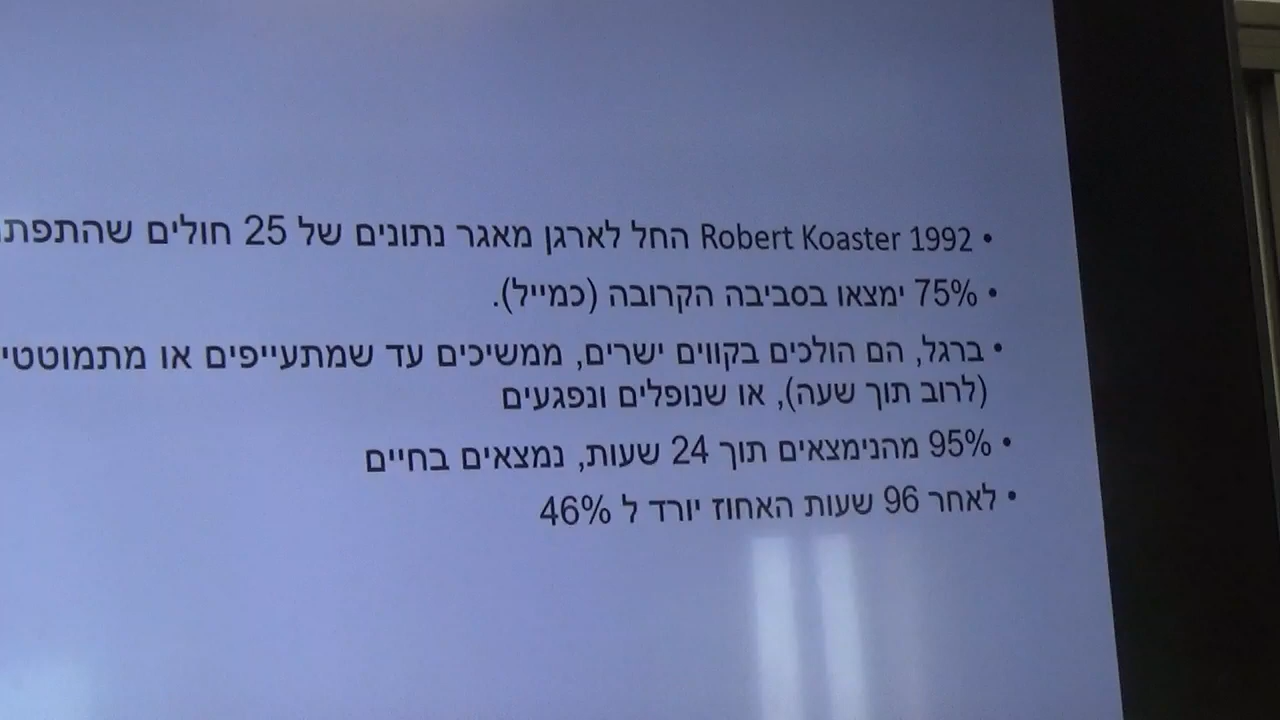 • Robert Koaster 1992 החל לארגן מאגר נתונים של 25 חולים
• 75% ימצאו בסביבה הקרובה (כמייל).
• ברגל, הם הולכים בקווים ישרים, ממשיכים עד שמתעייפים או
(לרוב תוך שעה), או שנופלים ונפגעים
• 95% מהנימצאים תוך 24 שעות, נמצאים בחיים
• לאחר 96 שעות האחוז יורד ל 46%